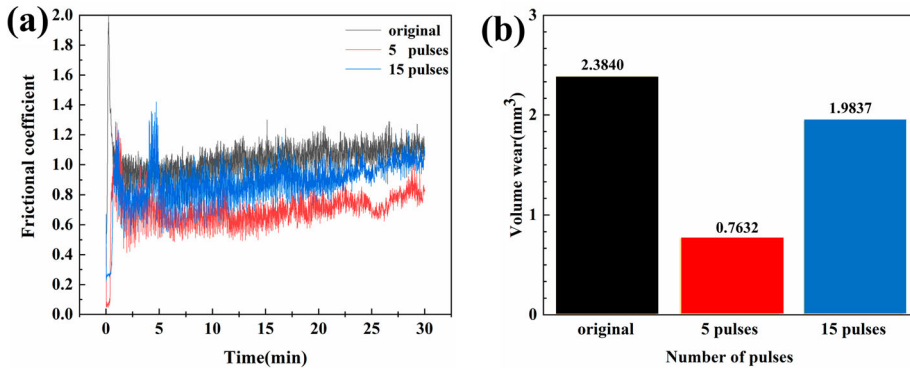 (a)
Frictional coefficient
2.0
1.8
1.6
1.4
1.2
1.0
0.8
0.6
0.4
0.2
0.0
original
5 pulses
15 pulses
0 5 10 15 20 25 30
Time(min)
(b)
Volume wear(mm³)
3
2
1
0
2.3840
0.7632
1.9837
original 5 pulses 15 pulses
Number of pulses